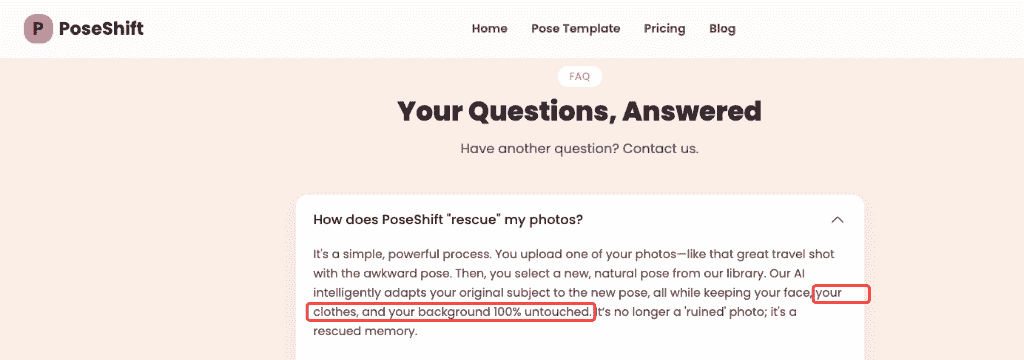 P PoseShift
Home Pose Template Pricing Blog
FAQ
Your Questions, Answered
Have another question? Contact us.
How does PoseShift "rescue" my photos?
It's a simple, powerful process. You upload one of your photos—like that great travel shot
with the awkward pose. Then, you select a new, natural pose from our library. Our AI
intelligently adapts your original subject to the new pose, all while keeping your face, your
clothes, and your background 100% untouched. It's no longer a 'ruined' photo; it's a
rescued memory.